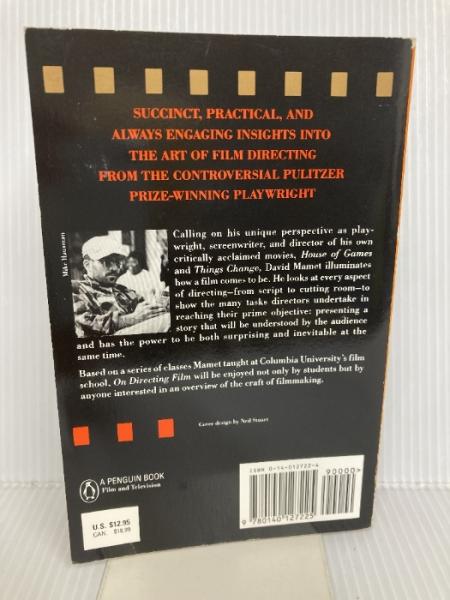 SUCCINCT, PRACTICAL, AND
ALWAYS ENGAGING INSIGHTS INTO
THE ART OF FILM DIRECTING
FROM THE CONTROVERSIAL PULITZER
PRIZE-WINNING PLAYWRIGHT
Mike Hausman
Calling on his unique perspective as play-
wright, screenwriter, and director of his own
critically acclaimed movies, House of Games
and Things Change, David Mamet illuminates
how a film comes to be. He looks at every aspect
of directing—from script to cutting room—to
show the many tasks directors undertake in
reaching their prime objective: presenting a
story that will be understood by the audience
and has the power to be both surprising and inevitable at the
same time.
Based on a series of classes Mamet taught at Columbia University's film
school, On Directing Film will be enjoyed not only by students but by
anyone interested in an overview of the craft of filmmaking.
Cover design by Neil Stuart
A PENGUIN BOOK
Film and Television
U.S. $12.95
CAN. $18.99
ISBN 0-14-012722-4
90000>
9 780140 127225